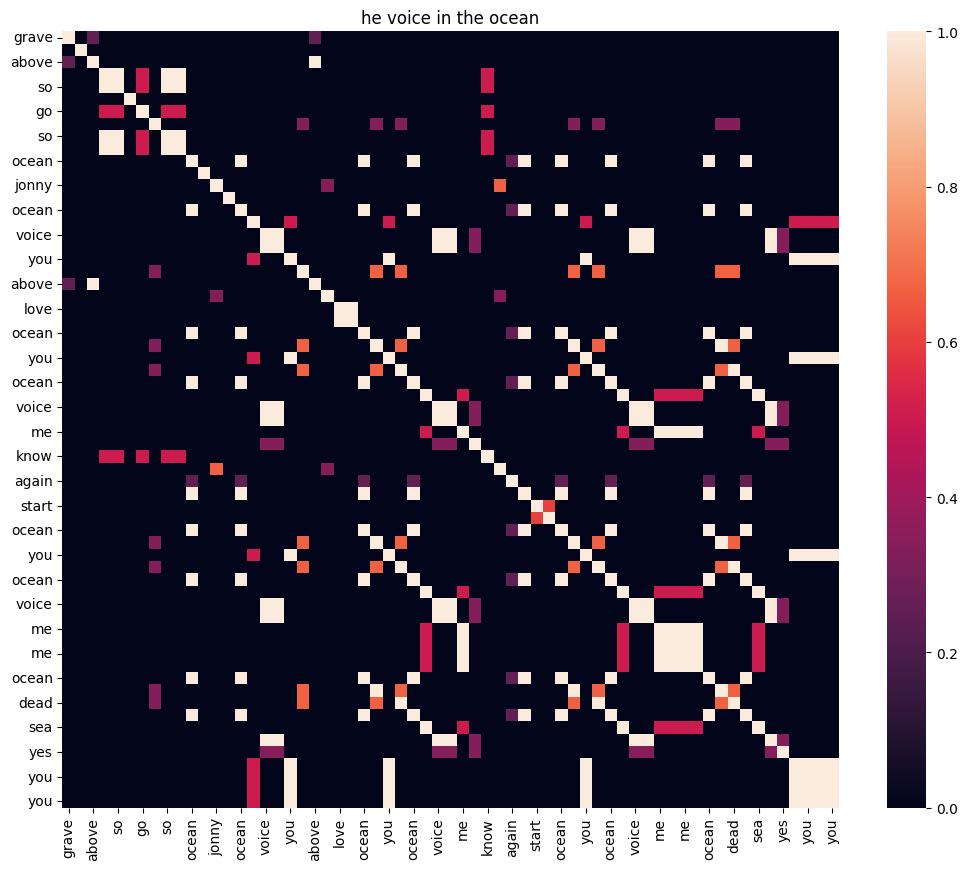 he voice in the ocean
grave
above
so
go
so
ocean
jonny
ocean
voice
you
above
love
ocean
you
ocean
voice
me
know
again
start
ocean
you
ocean
voice
me
me
ocean
dead
sea
yes
you
you
1.0
0.8
0.6
0.4
0.2
0.0
grave
above
so
go
so
ocean
jonny
ocean
voice
you
above
love
ocean
you
voice
me
know
again
start
ocean
you
ocean
voice
me
me
ocean
dead
sea
yes
you
you